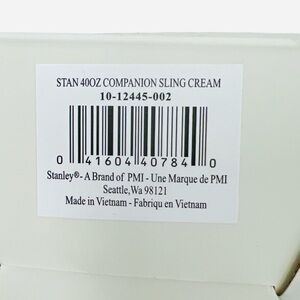 STAN 40OZ COMPANION SLING CREAM
10-12445-002
0 41604 40784 0
Stanley®- A Brand of PMI - Une Marque de PMI
Seattle,Wa 98121
Made in Vietnam - Fabriqu en Vietnam